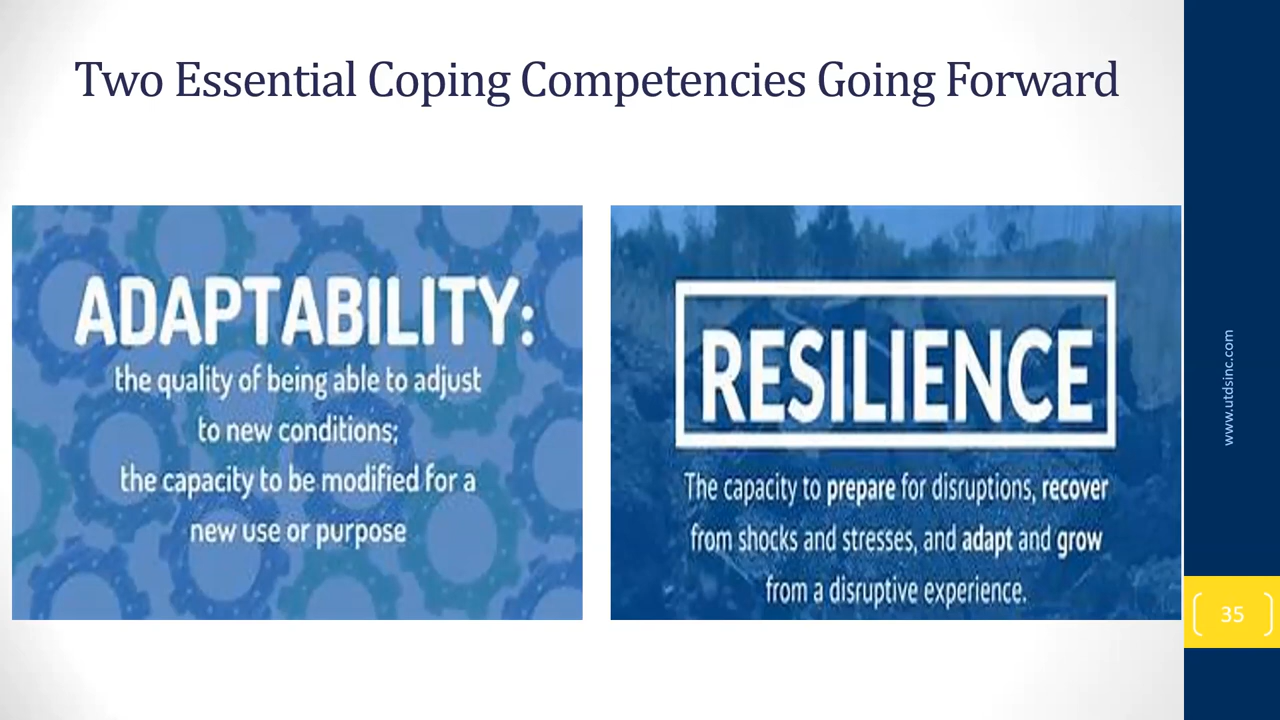 Two Essential Coping Competencies Going Forward
ADAPTABILITY:
the quality of being able to adjust
to new conditions;
the capacity to be modified for a
new use or purpose
RESILIENCE
The capacity to prepare for disruptions, recover
from shocks and stresses, and adapt and grow
from a disruptive experience.
www.utdsinc.com
35